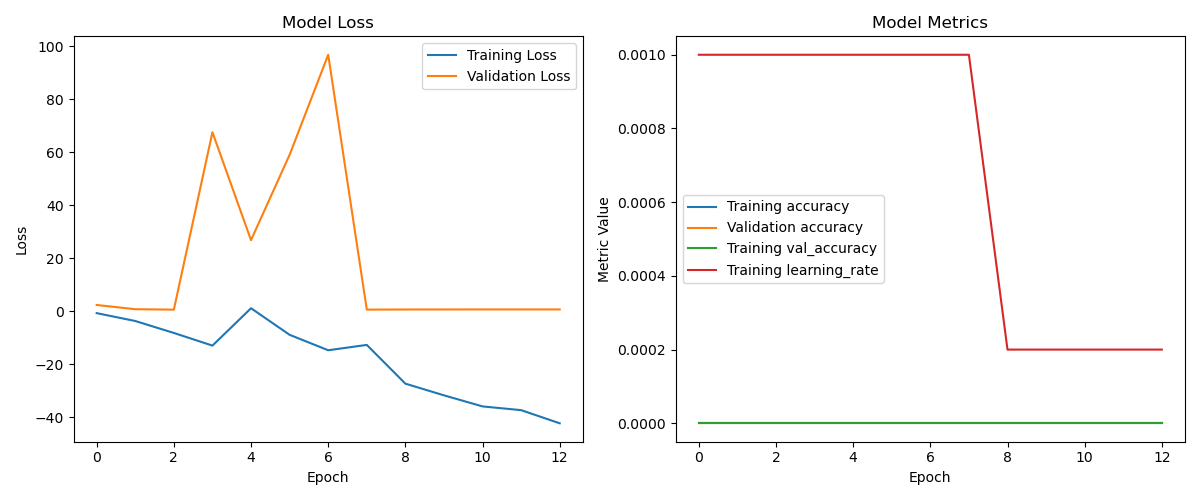 Model Loss
100
80
60
40
20
0
−20
−40
Loss
Training Loss
Validation Loss
0 2 4 6 8 10 12
Epoch
Model Metrics
0.0010
0.0008
0.0006
0.0004
0.0002
0.0000
Metric Value
Training accuracy
Validation accuracy
Training val_accuracy
Training learning_rate
0 2 4 6 8 10 12
Epoch